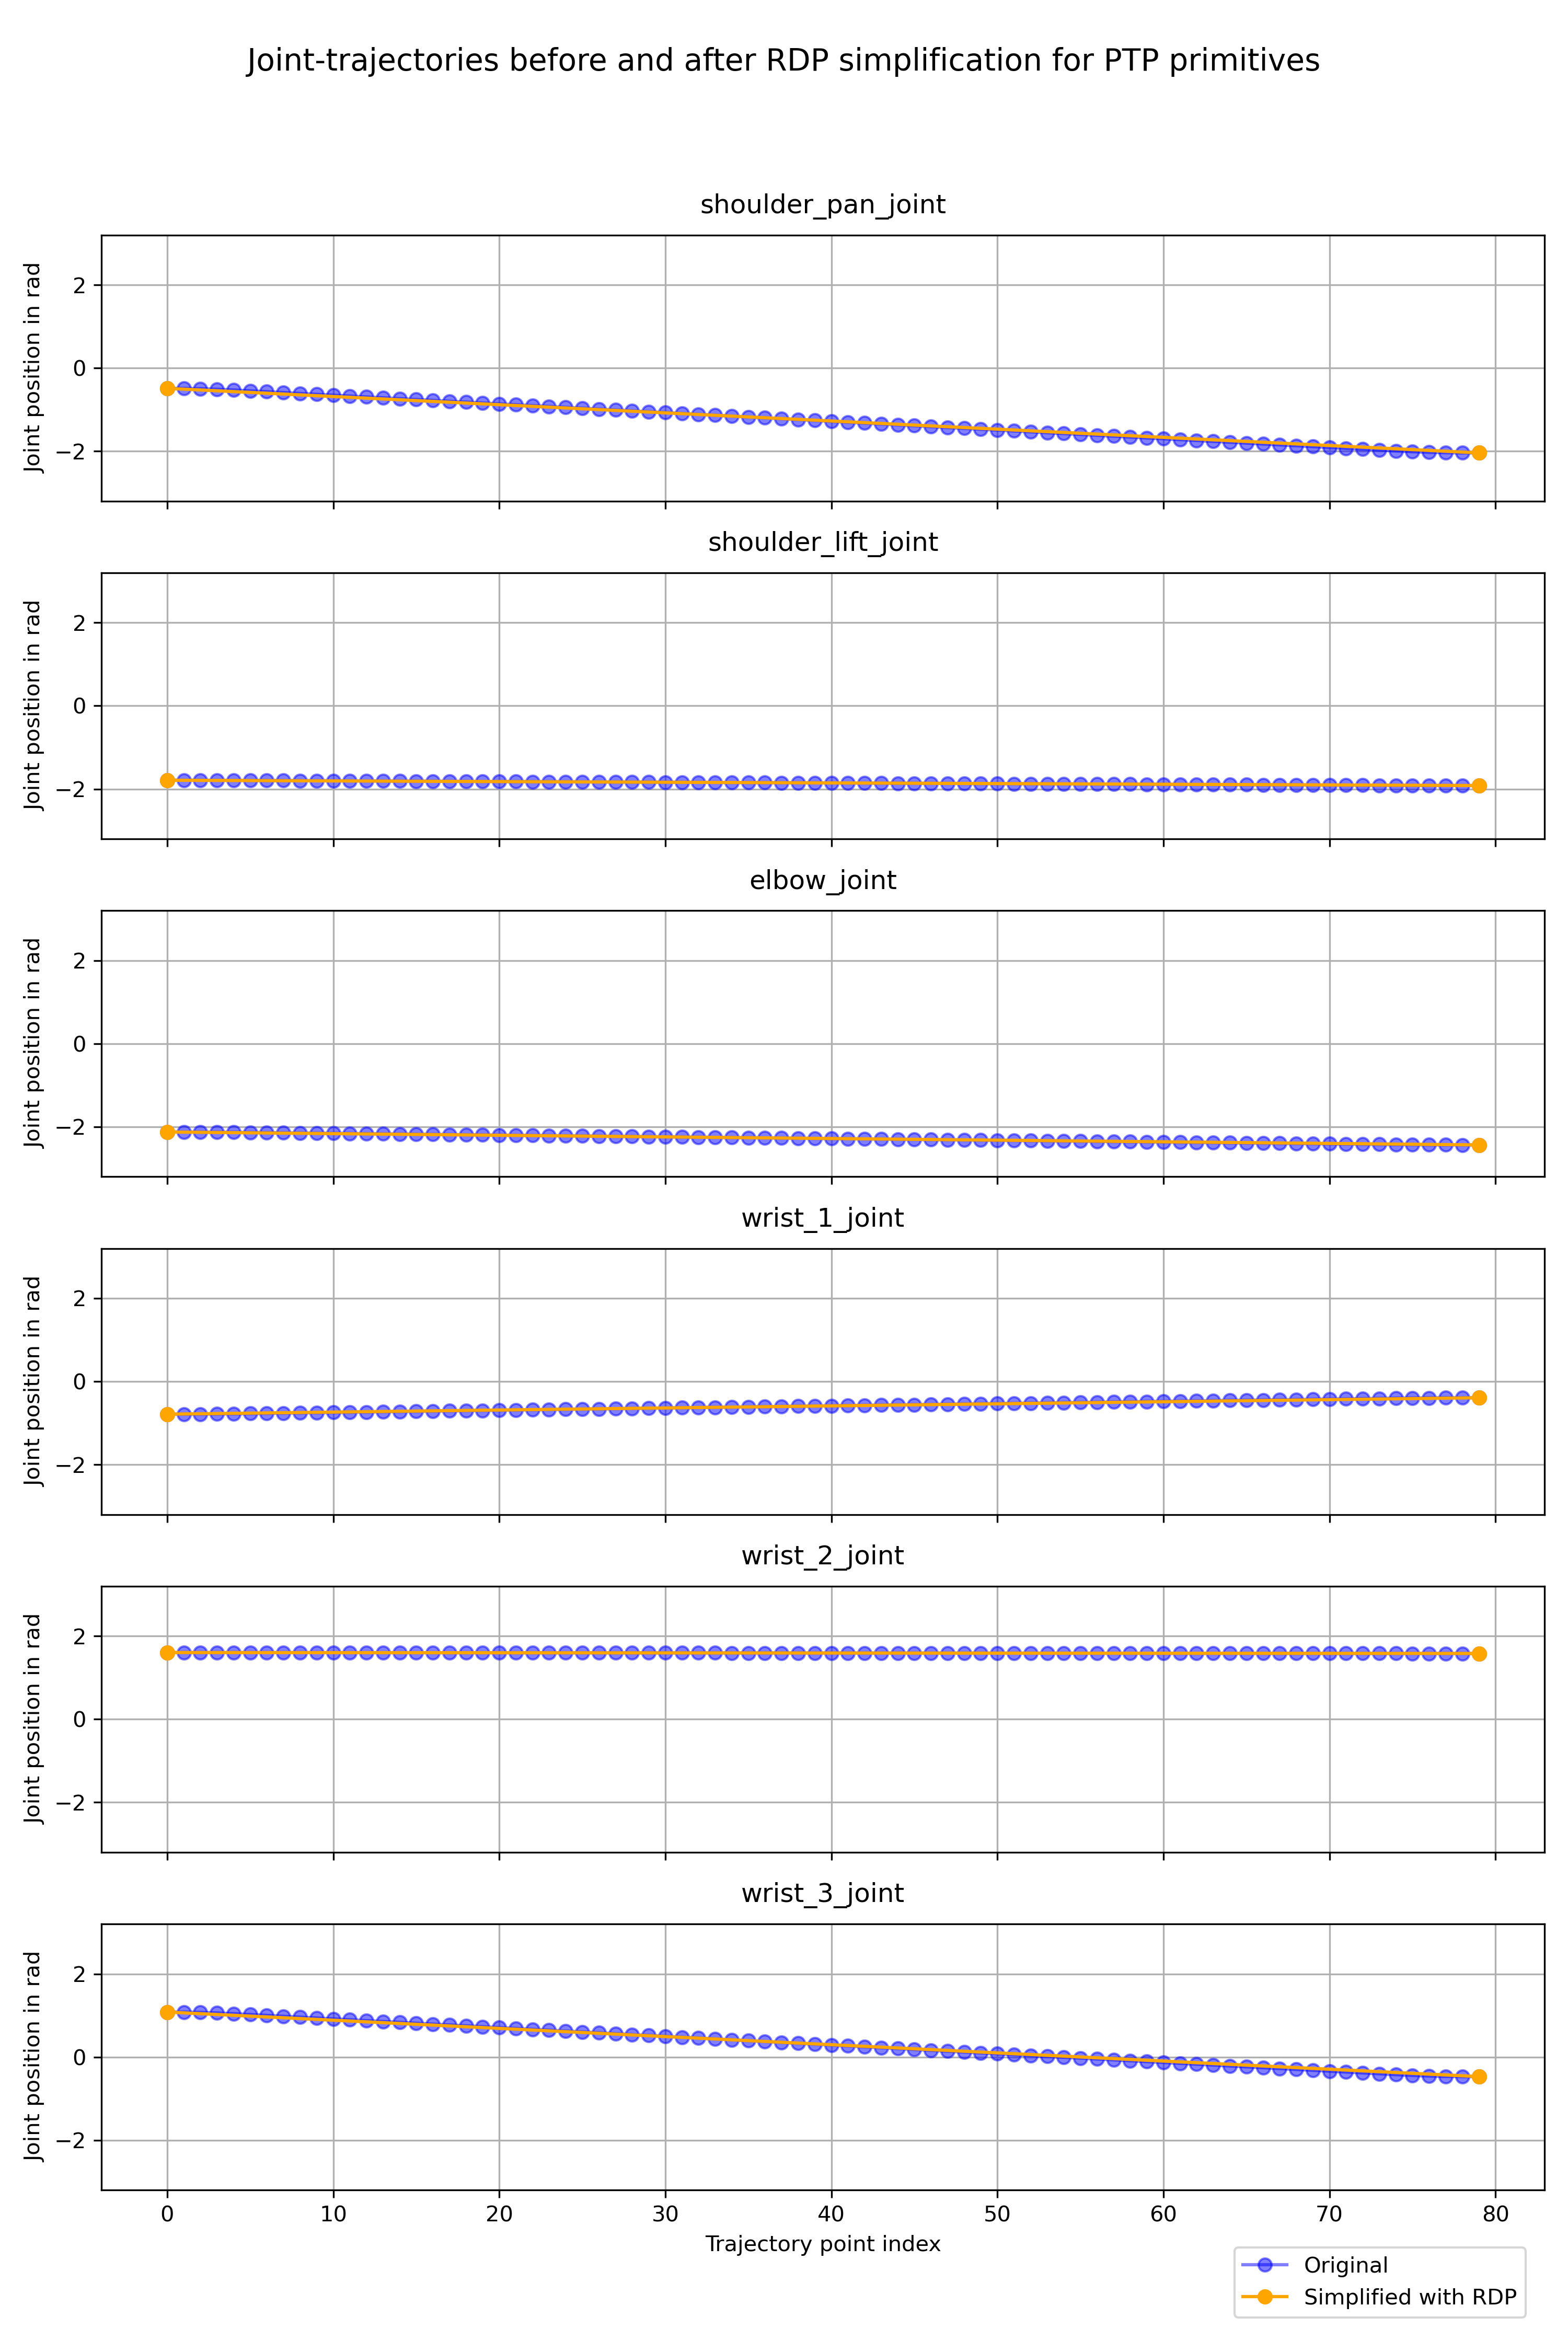 Joint-trajectories before and after RDP simplification for PTP primitives
shoulder_pan_joint
Joint position in rad
2
0
−2
shoulder_lift_joint
Joint position in rad
2
0
−2
elbow_joint
Joint position in rad
2
0
−2
wrist_1_joint
Joint position in rad
2
0
−2
wrist_2_joint
Joint position in rad
2
0
−2
wrist_3_joint
Joint position in rad
2
0
−2
0 10 20 30 40 50 60 70 80
Trajectory point index
Original
Simplified with RDP